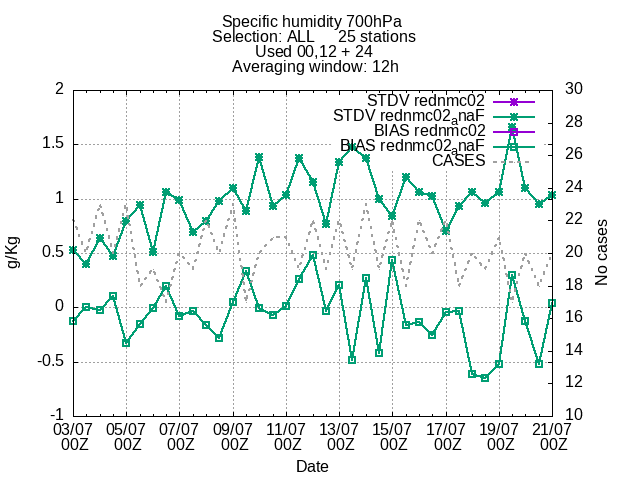 Specific humidity 700hPa
Selection: ALL 25 stations
Used 00,12 + 24
Averaging window: 12h
STDV rednmc02
STDV rednmc02anaF
BIAS rednmc02
BIAS rednmc02anaF
CASES
2
1.5
1
0.5
0
-0.5
-1
g/Kg
30
28
26
24
22
20
18
16
14
12
10
No cases
03/07 05/07 07/07 09/07 11/07 13/07 15/07 17/07 19/07 21/07
00Z 00Z 00Z 00Z 00Z 00Z 00Z 00Z 00Z 00Z
Date